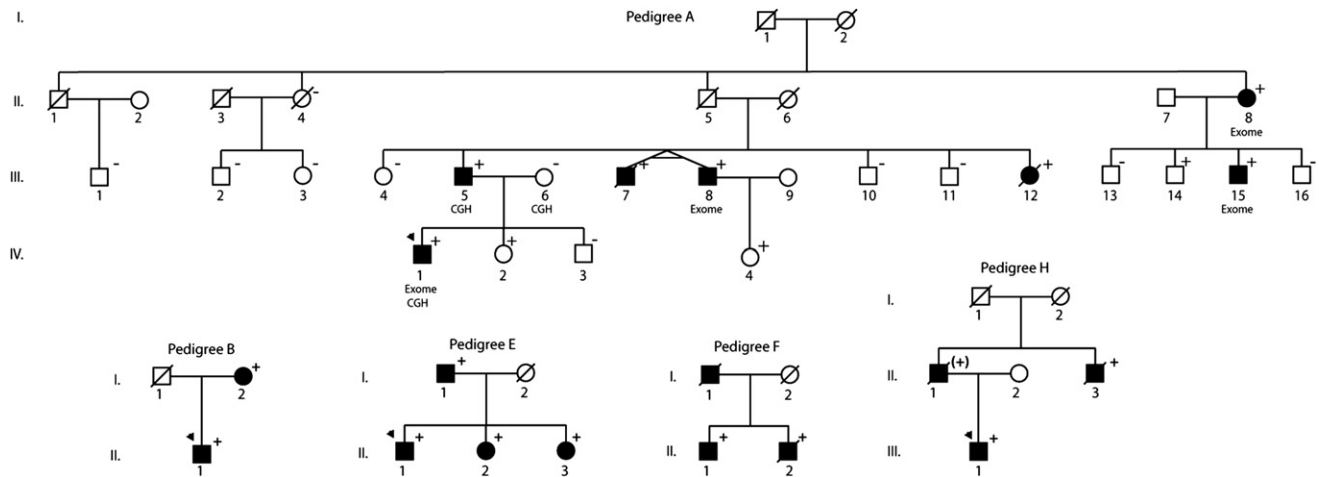 I.
Pedigree A
1 2
II.
- +
1 2 3 4 5 6 7 8
Exome
III.
- - - - + - + + - - + - + + -
1 2 3 4 5 6 7 8 9 10 11 12 13 14 15 16
CGH CGH Exome Exome
IV.
+ + - +
1 2 3 4
Exome
CGH
Pedigree B
I.
+
1 2
II.
+
1
Pedigree E
I.
+
1 2
II.
+ + +
1 2 3
Pedigree F
I.
1 2
II.
+ +
1 2
Pedigree H
I.
1 2
II.
(+) +
1 2 3
III.
+
1